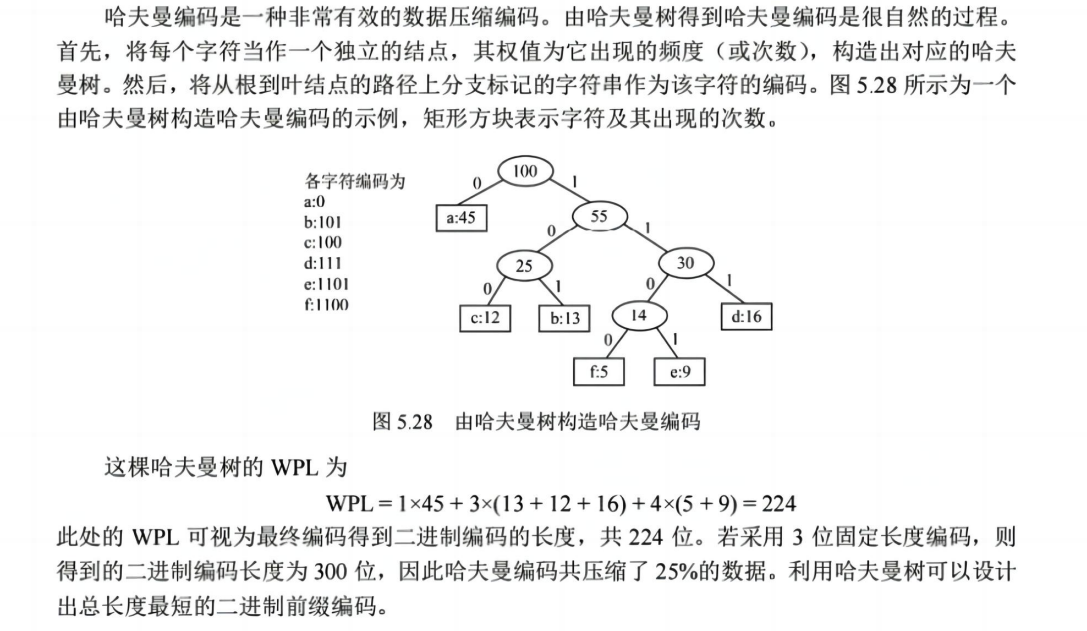 哈夫曼编码是一种非常有效的数据压缩编码。由哈夫曼树得到哈夫曼编码是很自然的过程。
首先，将每个字符当作一个独立的结点，其权值为它出现的频度（或次数），构造出对应的哈夫
曼树。然后，将从根到叶结点的路径上分支标记的字符串作为该字符的编码。图 5.28 所示为一个
由哈夫曼树构造哈夫曼编码的示例，矩形方块表示字符及其出现的次数。
各字符编码为
a:0
b:101
c:100
d:111
e:1101
f:1100
100
0 1
a:45 55
0 1
25 30
0 1 0 1
c:12 b:13 14 d:16
0 1
f:5 e:9
图 5.28 由哈夫曼树构造哈夫曼编码
这棵哈夫曼树的 WPL 为
WPL = 1×45 + 3×(13 + 12 + 16) + 4×(5 + 9) = 224
此处的 WPL 可视为最终编码得到二进制编码的长度，共 224 位。若采用 3 位固定长度编码，则
得到的二进制编码长度为 300 位，因此哈夫曼编码共压缩了 25%的数据。利用哈夫曼树可以设计
出总长度最短的二进制前缀编码。